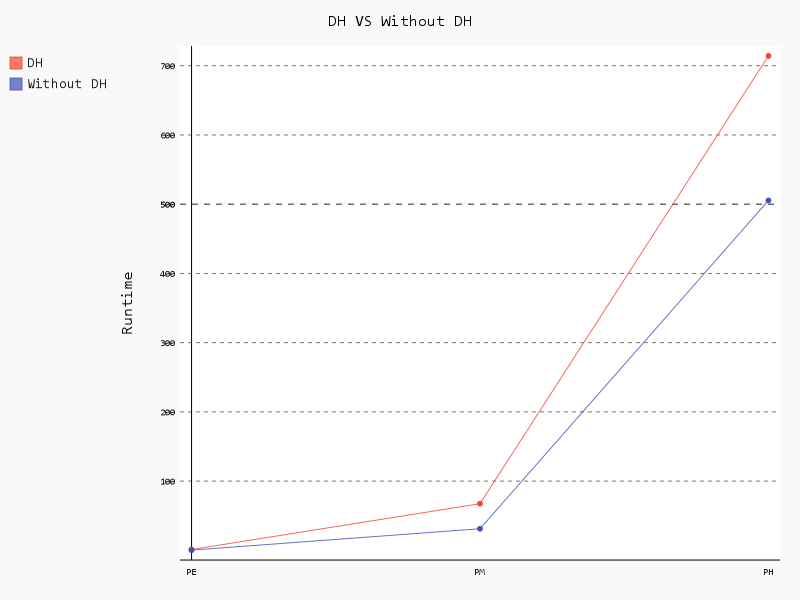 DH VS Without DH
DH
Without DH
Runtime
700
600
500
400
300
200
100
PE
PM
PH